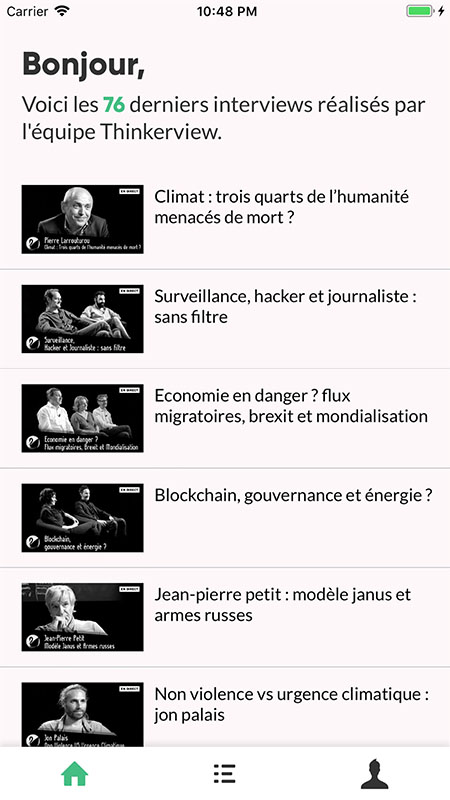 Carrier 10:48 PM
Bonjour,
Voici les 76 derniers interviews réalisés par
l'équipe Thinkerview.
EN DIRECT
Pierre Larrouturou
Climat : Trois quarts de l'humanité menacés de mort ?
Climat : trois quarts de l’humanité
menacés de mort ?
EN DIRECT
Surveillance,
Hacker et Journaliste : sans filtre
Surveillance, hacker et journaliste :
sans filtre
EN DIRECT
Economie en danger ?
Flux migratoires, Brexit et Mondialisation
Economie en danger ? flux
migratoires, brexit et mondialisation
EN DIRECT
Blockchain,
gouvernance et énergie ?
Blockchain, gouvernance et énergie ?
EN DIRECT
Jean-Pierre Petit
Modèle Janus et Armes russes
Jean-pierre petit : modèle janus et
armes russes
EN DIRECT
Jon Palais
Non Violence VS Urgence Climatique
Non violence vs urgence climatique :
jon palais